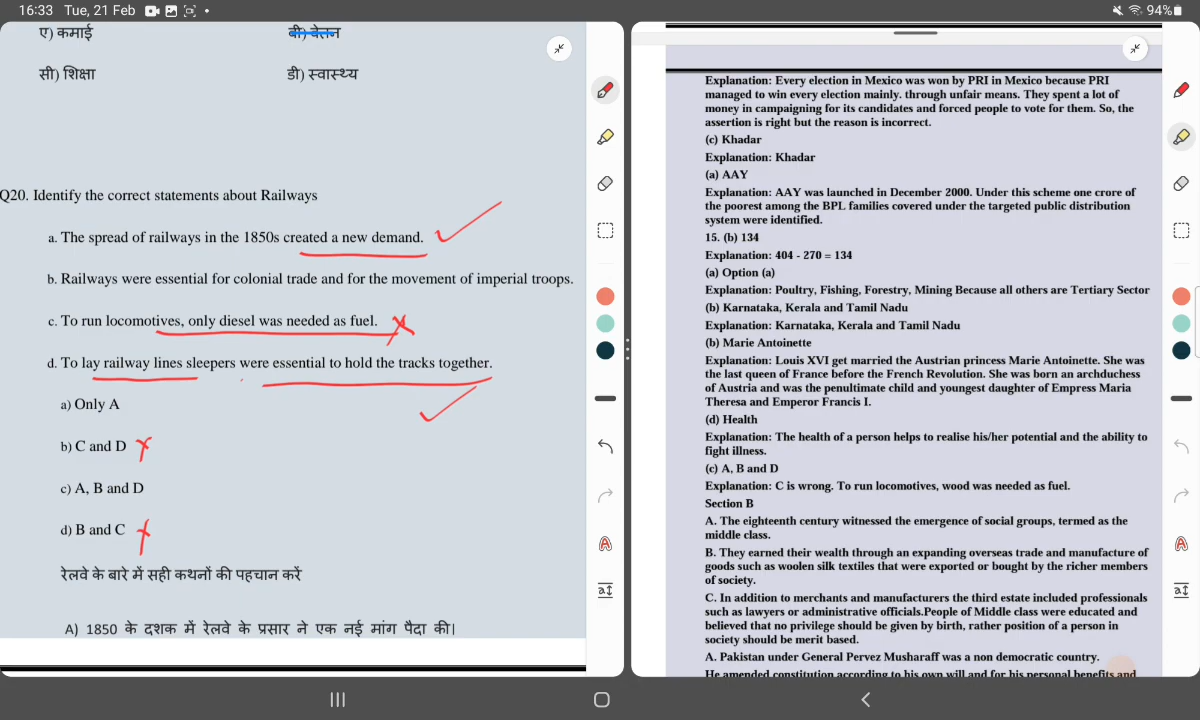 16:33 Tue, 21 Feb
94%
ए) कमाई
बी) वेतन
सी) शिक्षा
डी) स्वास्थ्य
Q20. Identify the correct statements about Railways
a. The spread of railways in the 1850s created a new demand.
b. Railways were essential for colonial trade and for the movement of imperial troops.
c. To run locomotives, only diesel was needed as fuel.
d. To lay railway lines sleepers were essential to hold the tracks together.
a) Only A
b) C and D
c) A, B and D
d) B and C
रेलवे के बारे में सही कथनों की पहचान करें
A) 1850 के दशक में रेलवे के प्रसार ने एक नई मांग पैदा की।
Explanation: Every election in Mexico was won by PRI in Mexico because PRI
managed to win every election mainly. through unfair means. They spent a lot of
money in campaigning for its candidates and forced people to vote for them. So, the
assertion is right but the reason is incorrect.
(c) Khadar
Explanation: Khadar
(a) AAY
Explanation: AAY was launched in December 2000. Under this scheme one crore of
the poorest among the BPL families covered under the targeted public distribution
system were identified.
15. (b) 134
Explanation: 404 - 270 = 134
(a) Option (a)
Explanation: Poultry, Fishing, Forestry, Mining Because all others are Tertiary Sector
(b) Karnataka, Kerala and Tamil Nadu
Explanation: Karnataka, Kerala and Tamil Nadu
(b) Marie Antoinette
Explanation: Louis XVI get married the Austrian princess Marie Antoinette. She was
the last queen of France before the French Revolution. She was born an archduchess
of Austria and was the penultimate child and youngest daughter of Empress Maria
Theresa and Emperor Francis I.
(d) Health
Explanation: The health of a person helps to realise his/her potential and the ability to
fight illness.
(c) A, B and D
Explanation: C is wrong. To run locomotives, wood was needed as fuel.
Section B
A. The eighteenth century witnessed the emergence of social groups, termed as the
middle class.
B. They earned their wealth through an expanding overseas trade and manufacture of
goods such as woolen silk textiles that were exported or bought by the richer members
of society.
C. In addition to merchants and manufacturers the third estate included professionals
such as lawyers or administrative officials.People of Middle class were educated and
believed that no privilege should be given by birth, rather position of a person in
society should be merit based.
A. Pakistan under General Pervez Musharaff was a non democratic country.
He amended constitution according to his own will and for his personal benefits and